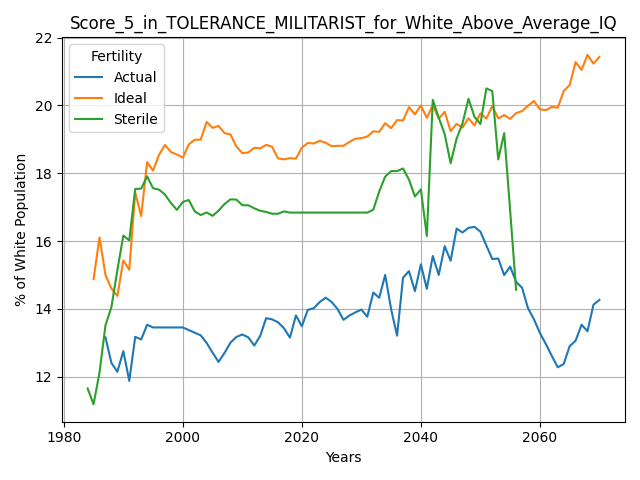 Score_5_in_TOLERANCE_MILITARIST_for_White_Above_Average_IQ
Fertility
Actual
Ideal
Sterile
% of White Population
22
20
18
16
14
12
1980
2000
2020
2040
2060
Years